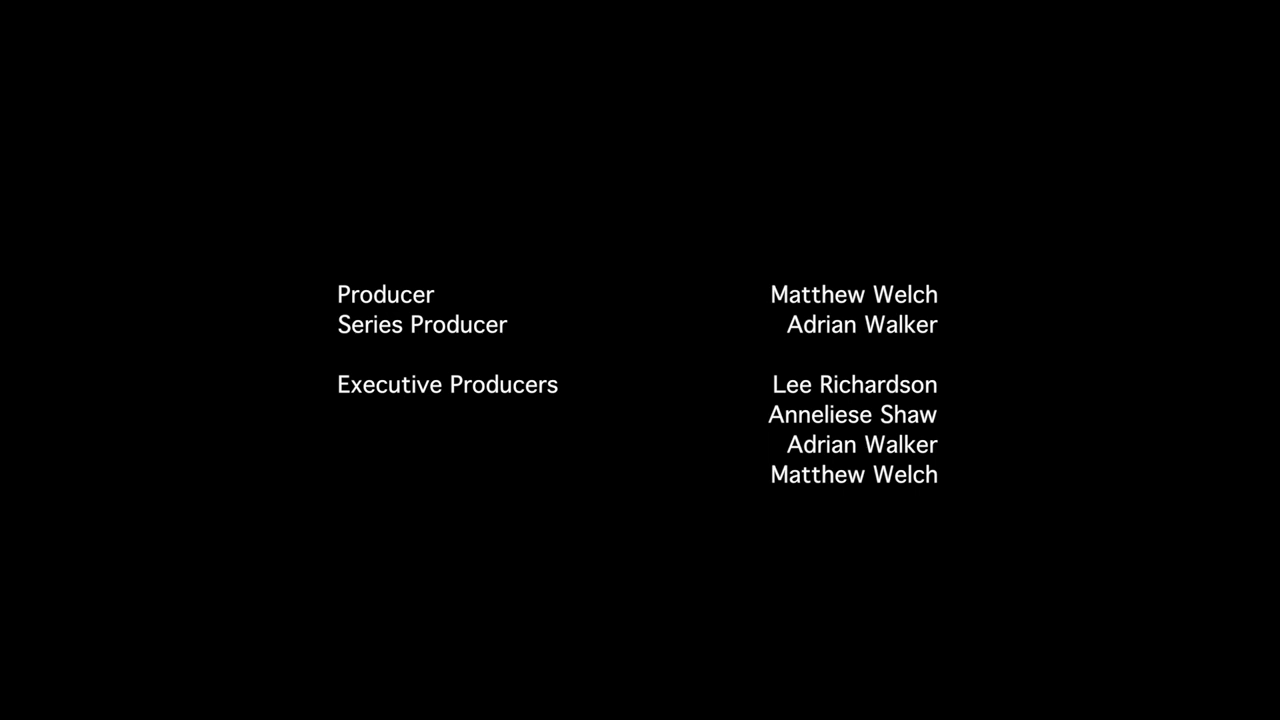 Producer Matthew Welch
Series Producer Adrian Walker
Executive Producers Lee Richardson
Anneliese Shaw
Adrian Walker
Matthew Welch